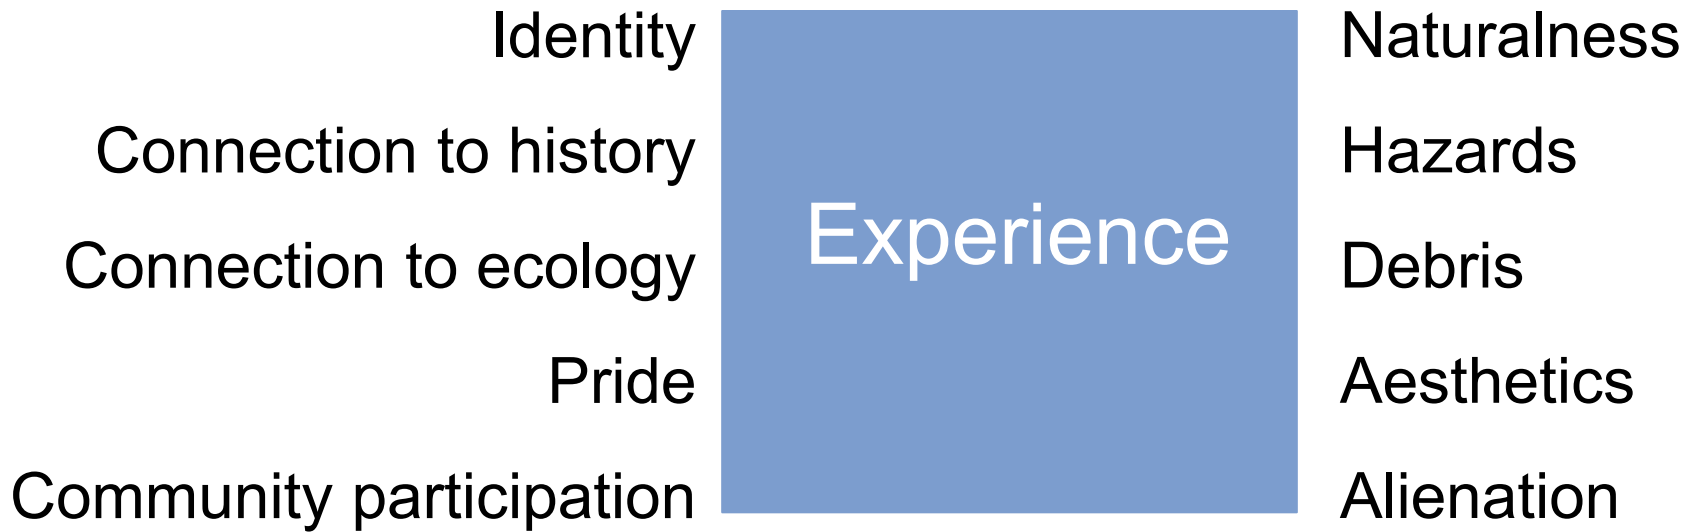 Identity
Connection to history
Connection to ecology
Pride
Community participation
Experience
Naturalness
Hazards
Debris
Aesthetics
Alienation